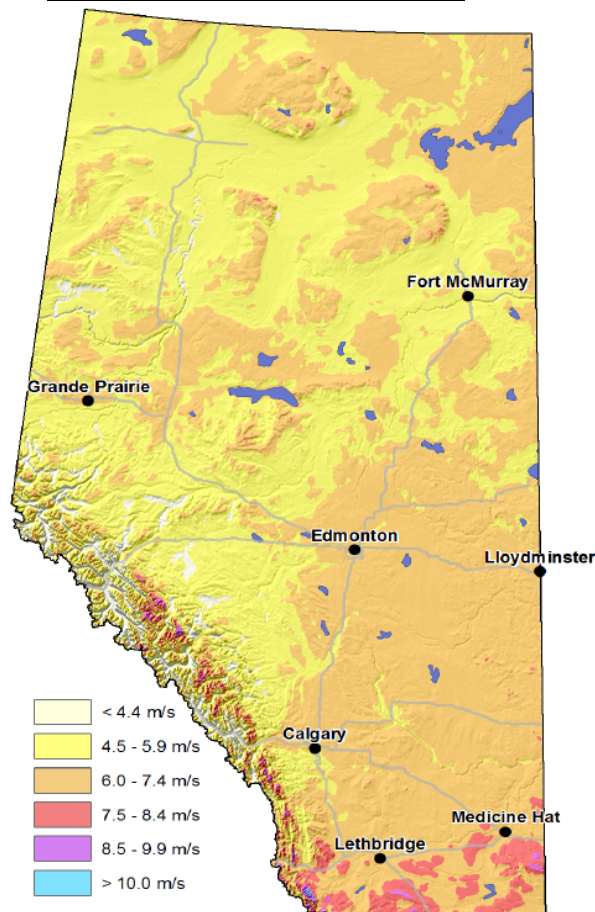 Fort McMurray
Grande Prairie
Edmonton
Lloydminster
< 4.4 m/s
4.5 - 5.9 m/s
6.0 - 7.4 m/s
7.5 - 8.4 m/s
8.5 - 9.9 m/s
> 10.0 m/s
Calgary
Medicine Hat
Lethbridge